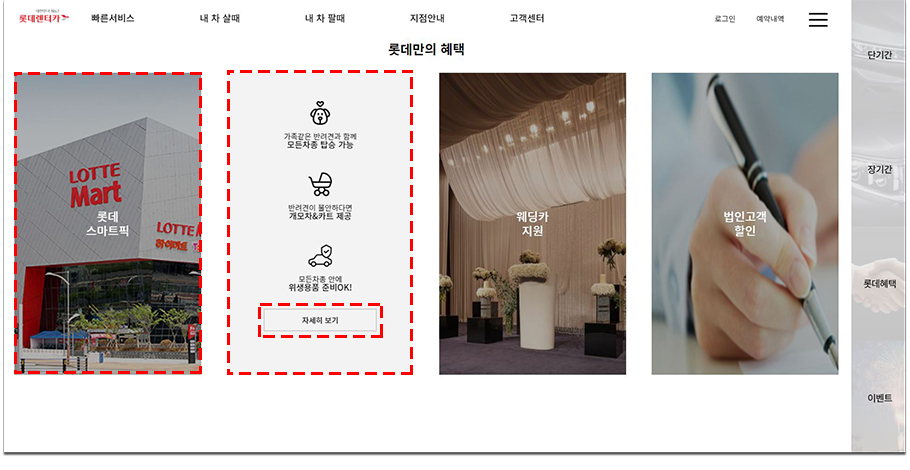 대한민국 No.1
롯데렌터카
빠른서비스
내 차 살때
내 차 팔때
지점안내
고객센터
로그인
예약내역
롯데만의 혜택
LOTTE
Mart
LOTTE
하이마트
롯데
스마트픽
가족같은 반려견과 함께
모든차종 탑승 가능
반려견이 불안하다면
개모차&카트 제공
모든차종 안에
위생용품 준비OK!
자세히 보기
웨딩카
지원
법인고객
할인
단기간
장기간
롯데혜택
이벤트